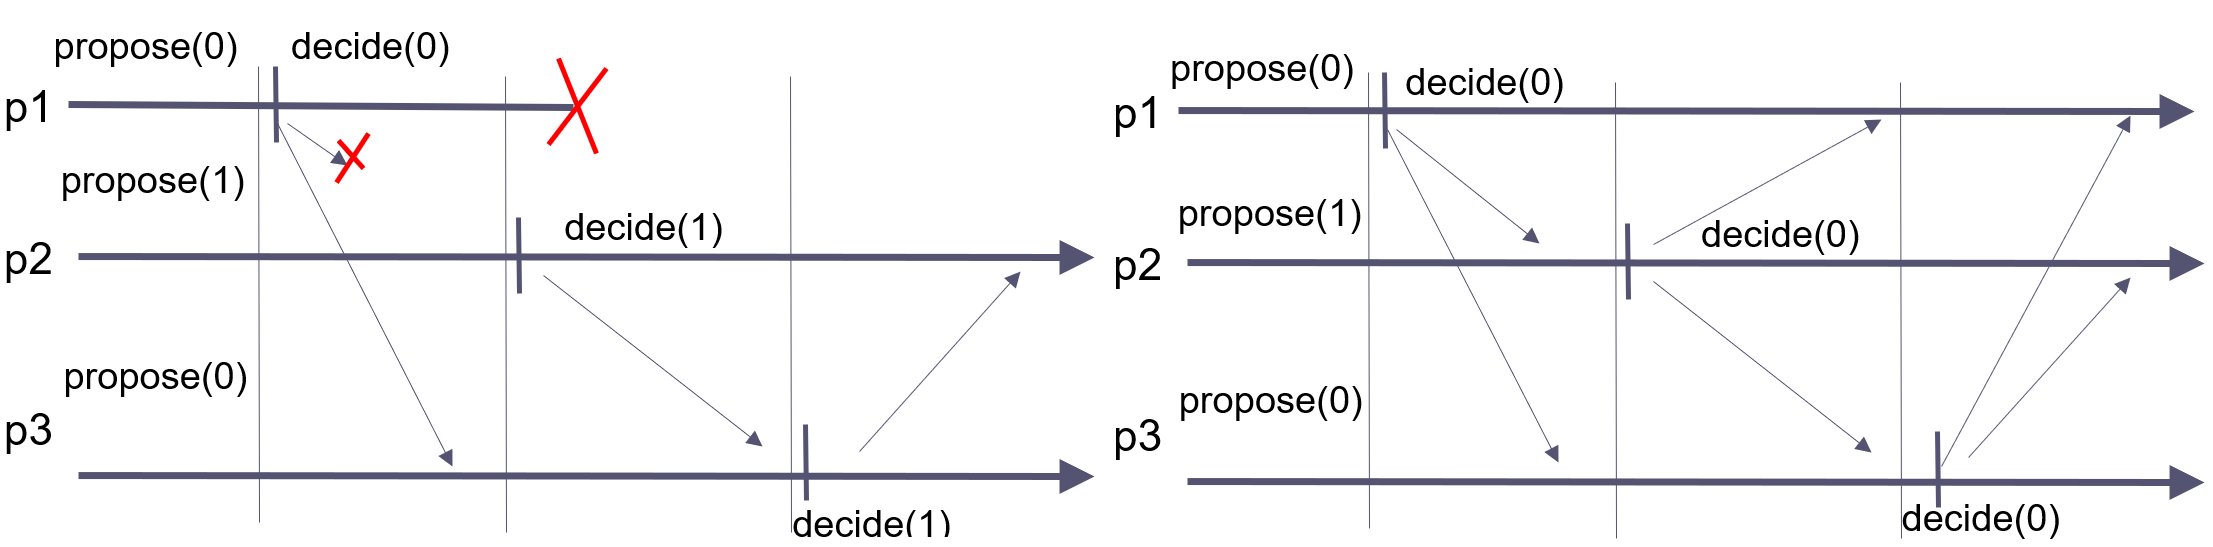 propose(0) decide(0)
p1
propose(1)
decide(1)
p2
propose(0)
p3
decide(1)
propose(0) decide(0)
p1
propose(1)
decide(0)
p2
propose(0)
p3
decide(0)